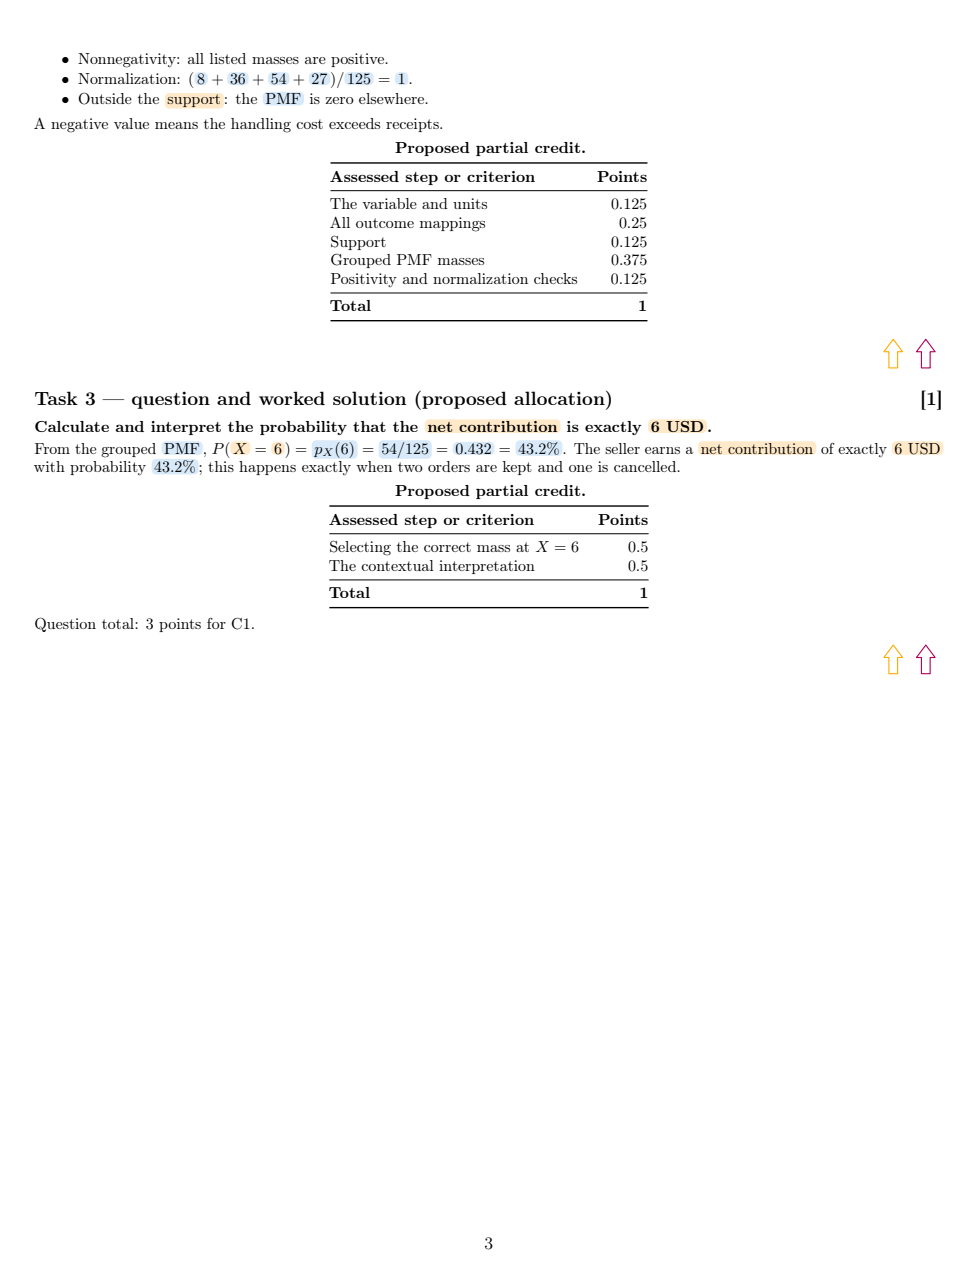 • Nonnegativity: all listed masses are positive.
• Normalization: (8 + 36 + 54 + 27)/125 = 1.
• Outside the support: the PMF is zero elsewhere.
A negative value means the handling cost exceeds receipts.
Proposed partial credit.
Assessed step or criterion Points
The variable and units 0.125
All outcome mappings 0.25
Support 0.125
Grouped PMF masses 0.375
Positivity and normalization checks 0.125
Total 1
Task 3 — question and worked solution (proposed allocation) [1]
Calculate and interpret the probability that the net contribution is exactly 6 USD.
From the grouped PMF, P(X = 6) = pX(6) = 54/125 = 0.432 = 43.2%. The seller earns a net contribution of exactly 6 USD
with probability 43.2%; this happens exactly when two orders are kept and one is cancelled.
Proposed partial credit.
Assessed step or criterion Points
Selecting the correct mass at X = 6 0.5
The contextual interpretation 0.5
Total 1
Question total: 3 points for C1.
3